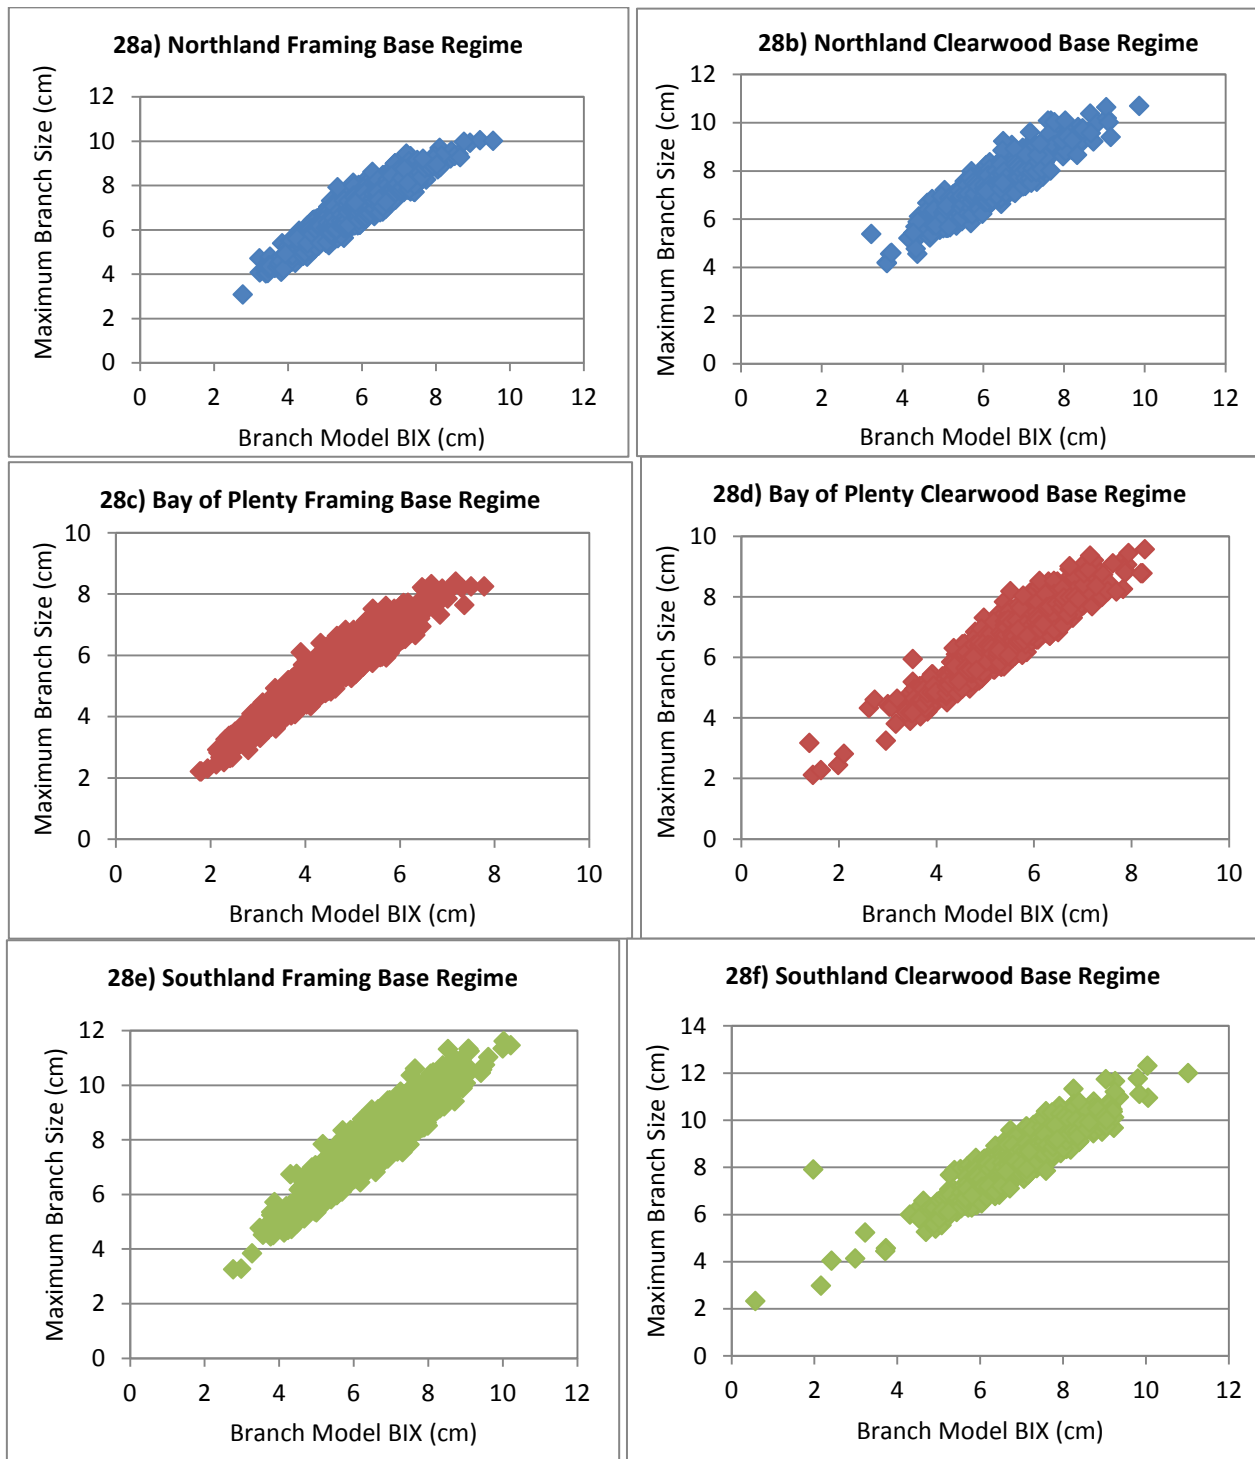 28a) Northland Framing Base Regime
Maximum Branch Size (cm)
12
10
8
6
4
2
0
0 2 4 6 8 10 12
Branch Model BIX (cm)
28b) Northland Clearwood Base Regime
Maximum Branch Size (cm)
12
10
8
6
4
2
0
0 2 4 6 8 10 12
Branch Model BIX (cm)
28c) Bay of Plenty Framing Base Regime
Maximum Branch Size (cm)
10
8
6
4
2
0
0 2 4 6 8 10
Branch Model BIX (cm)
28d) Bay of Plenty Clearwood Base Regime
Maximum Branch Size (cm)
10
8
6
4
2
0
0 2 4 6 8 10
Branch Model BIX (cm)
28e) Southland Framing Base Regime
Maximum Branch Size (cm)
12
10
8
6
4
2
0
0 2 4 6 8 10 12
Branch Model BIX (cm)
28f) Southland Clearwood Base Regime
Maximum Branch Size (cm)
14
12
10
8
6
4
2
0
0 2 4 6 8 10 12
Branch Model BIX (cm)